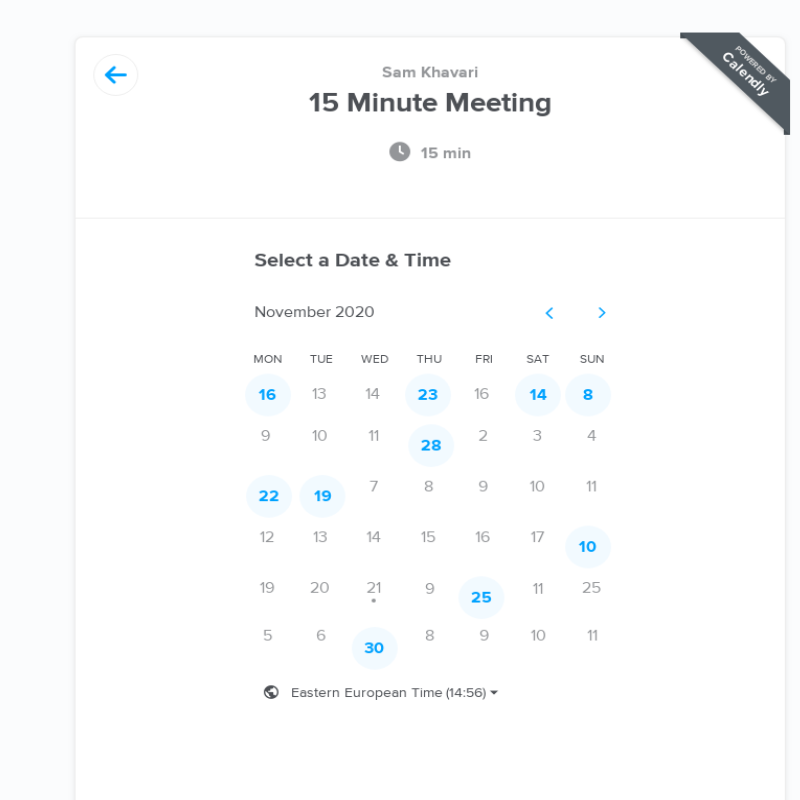 Sam Khavari
POWERED BY
Calendly
15 Minute Meeting
15 min
Select a Date & Time
November 2020
MON TUE WED THU FRI SAT SUN
16 13 14 23 16 14 8
9 10 11 28 2 3 4
22 19 7 8 9 10 11
12 13 14 15 16 17 10
19 20 21 9 25 11 25
5 6 30 8 9 10 11
Eastern European Time (14:56)